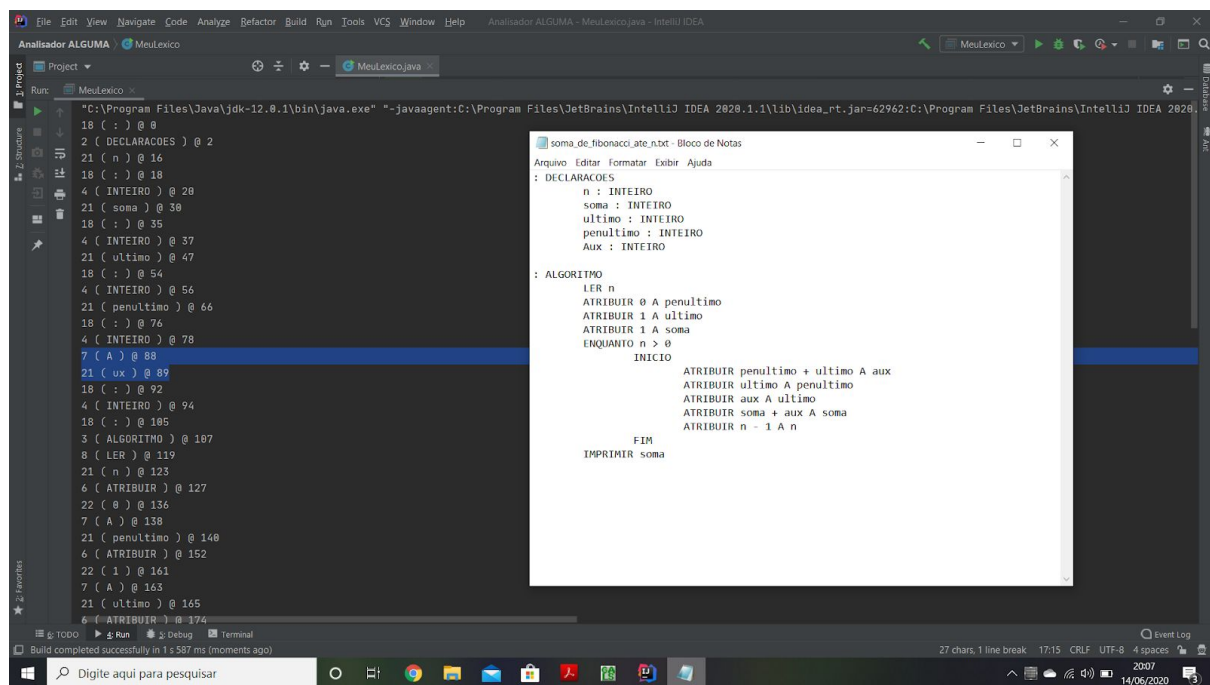 File Edit View Navigate Code Analyze Refactor Build Run Tools VCS Window Help Analisador ALGUMA - MeuLexico.java - IntelliJ IDEA
Analisador ALGUMA MeuLexico MeuLexico
1: Project Project MeuLexico.java Database
Run: MeuLexico
"C:\Program Files\Java\jdk-12.0.1\bin\java.exe" "-javaagent:C:\Program Files\JetBrains\IntelliJ IDEA 2020.1.1\lib\idea_rt.jar=62962:C:\Program Files\JetBrains\IntelliJ IDEA 2020.
18 ( : ) @ 0
2 ( DECLARACOES ) @ 2
21 ( n ) @ 16
18 ( : ) @ 18
4 ( INTEIRO ) @ 20
21 ( soma ) @ 30
18 ( : ) @ 35
4 ( INTEIRO ) @ 37
21 ( ultimo ) @ 47
18 ( : ) @ 54
4 ( INTEIRO ) @ 56
21 ( penultimo ) @ 66
18 ( : ) @ 76
4 ( INTEIRO ) @ 78
7 ( A ) @ 88
21 ( ux ) @ 89
18 ( : ) @ 92
4 ( INTEIRO ) @ 94
18 ( : ) @ 105
3 ( ALGORITMO ) @ 107
8 ( LER ) @ 119
21 ( n ) @ 123
6 ( ATRIBUIR ) @ 127
22 ( 0 ) @ 136
7 ( A ) @ 138
21 ( penultimo ) @ 140
6 ( ATRIBUIR ) @ 152
22 ( 1 ) @ 161
7 ( A ) @ 163
21 ( ultimo ) @ 165
6 ( ATRIBUIR ) @ 174
Z: Structure
2: Favorites
Ant
soma_de_fibonacci_ate_n.txt - Bloco de Notas
Arquivo Editar Formatar Exibir Ajuda
: DECLARACOES
n : INTEIRO
soma : INTEIRO
ultimo : INTEIRO
penultimo : INTEIRO
Aux : INTEIRO
: ALGORITMO
LER n
ATRIBUIR 0 A penultimo
ATRIBUIR 1 A ultimo
ATRIBUIR 1 A soma
ENQUANTO n > 0
INICIO
ATRIBUIR penultimo + ultimo A aux
ATRIBUIR ultimo A penultimo
ATRIBUIR aux A ultimo
ATRIBUIR soma + aux A soma
ATRIBUIR n - 1 A n
FIM
IMPRIMIR soma
6: TODO 4: Run 5: Debug Terminal Event Log
Build completed successfully in 1 s 587 ms (moments ago) 27 chars, 1 line break 17:15 CRLF UTF-8 4 spaces
Digite aqui para pesquisar
20:07
14/06/2020
3